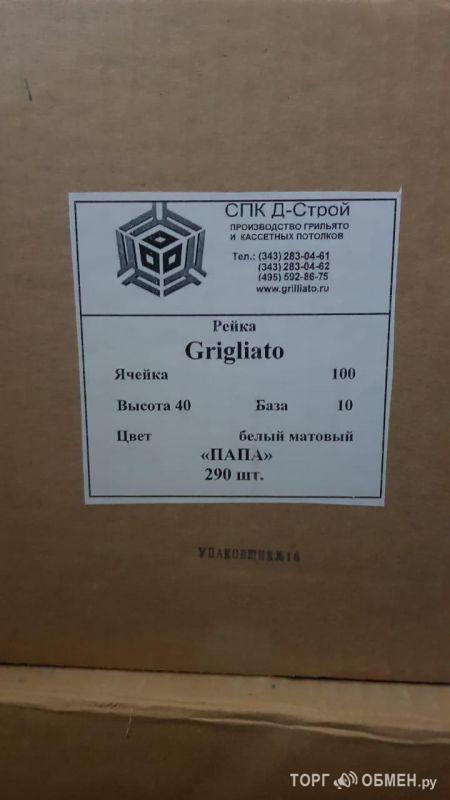 СПК Д-Строй
ПРОИЗВОДСТВО ГРИЛЬЯТО
И КАССЕТНЫХ ПОТОЛКОВ
Тел.: (343) 283-04-61
(343) 283-04-62
(495) 592-86-75
www.grilliato.ru
Рейка
Grigliato
Ячейка 100
Высота 40 База 10
Цвет белый матовый
«ПАПА»
290 шт.
УПАКОВЩИК№16
ТОРГ ОБМЕН.ру